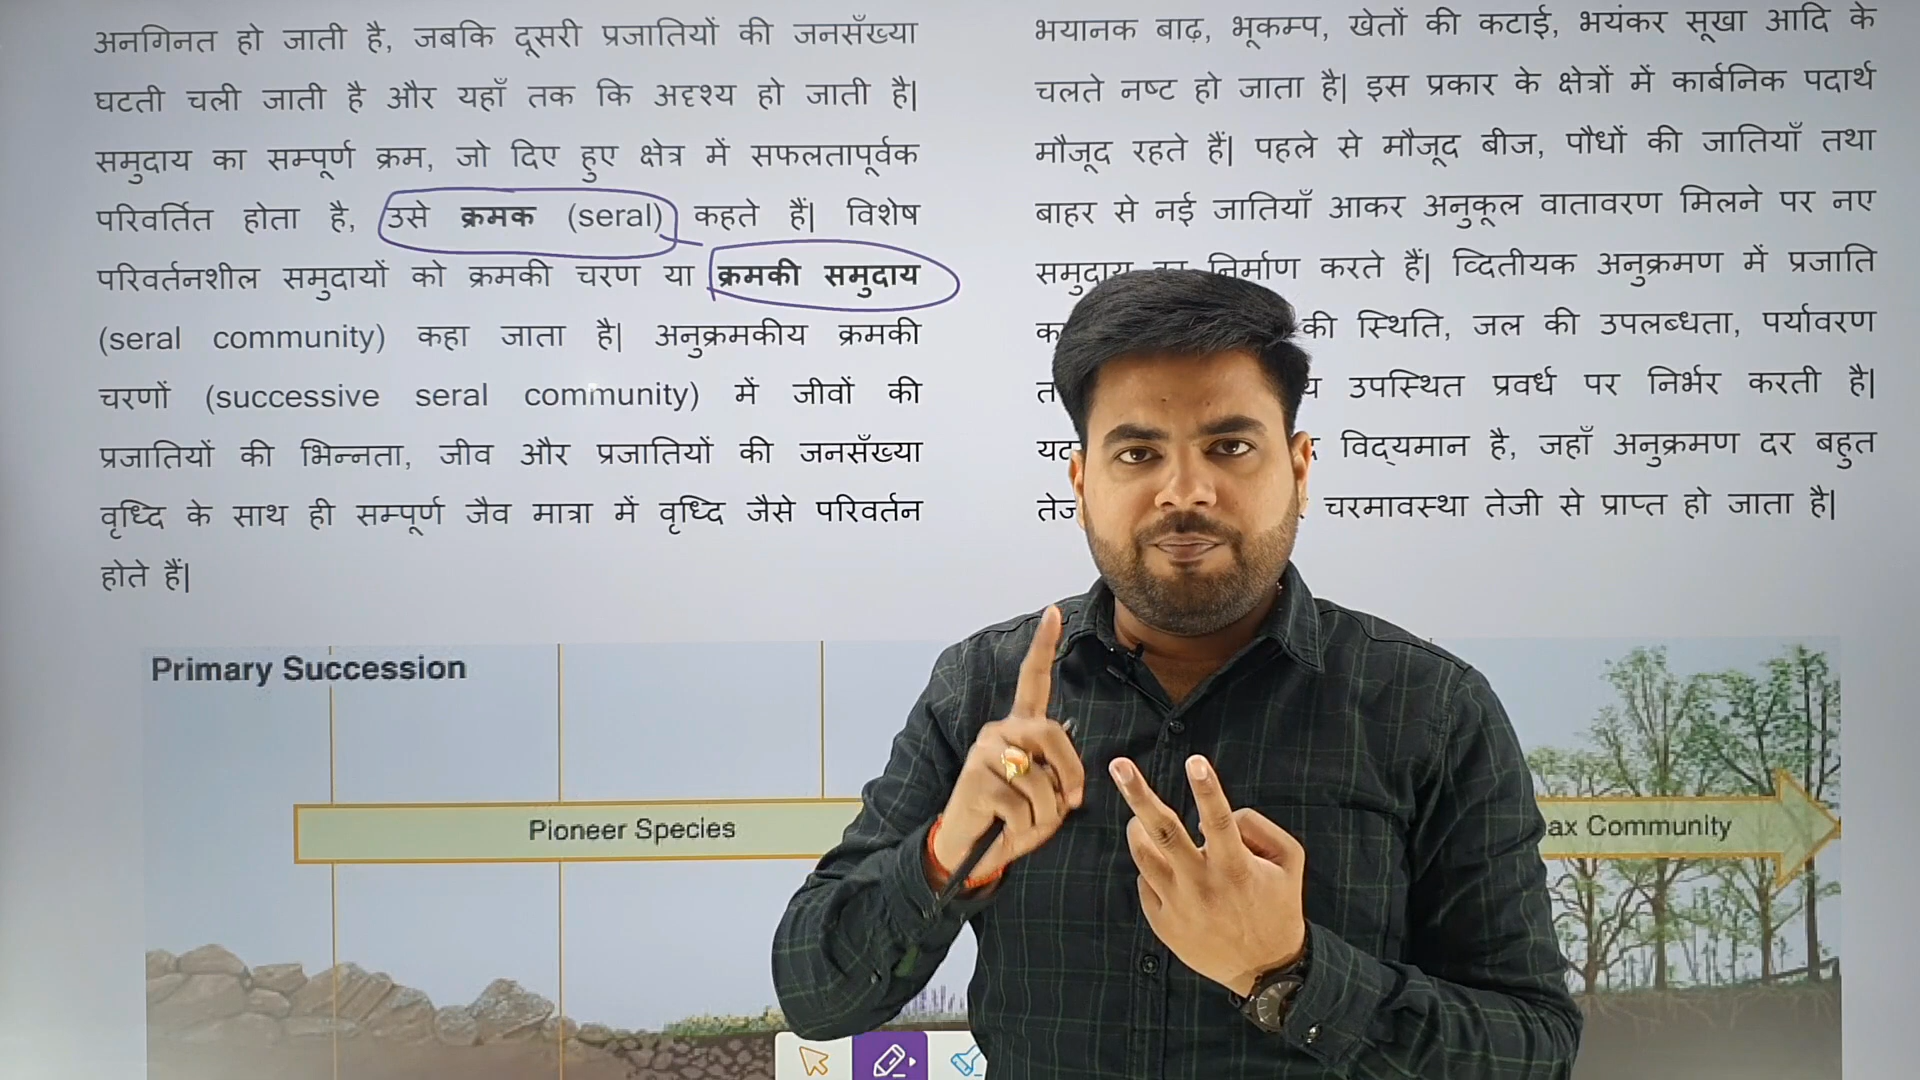 अनगिनत हो जाती है, जबकि दूसरी प्रजातियों की जनसँख्या
घटती चली जाती है और यहाँ तक कि अदृश्य हो जाती है|
समुदाय का सम्पूर्ण क्रम, जो दिए हुए क्षेत्र में सफलतापूर्वक
परिवर्तित होता है, उसे क्रमक (seral) कहते हैं| विशेष
परिवर्तनशील समुदायों को क्रमकी चरण या क्रमकी समुदाय
(seral community) कहा जाता है| अनुक्रमकीय क्रमकी
चरणों (successive seral community) में जीवों की
प्रजातियों की भिन्नता, जीव और प्रजातियों की जनसँख्या
वृध्दि के साथ ही सम्पूर्ण जैव मात्रा में वृध्दि जैसे परिवर्तन
होते हैं|
भयानक बाढ़, भूकम्प, खेतों की कटाई, भयंकर सूखा आदि के
चलते नष्ट हो जाता है| इस प्रकार के क्षेत्रों में कार्बनिक पदार्थ
मौजूद रहते हैं| पहले से मौजूद बीज, पौधों की जातियाँ तथा
बाहर से नई जातियाँ आकर अनुकूल वातावरण मिलने पर नए
समुदाय निर्माण करते हैं| व्दितीयक अनुक्रमण में प्रजाति
की स्थिति, जल की उपलब्धता, पर्यावरण
उपस्थित प्रवर्ध पर निर्भर करती है|
विद्यमान है, जहाँ अनुक्रमण दर बहुत
चरमावस्था तेजी से प्राप्त हो जाता है|
Primary Succession
Pioneer Species
ax Community